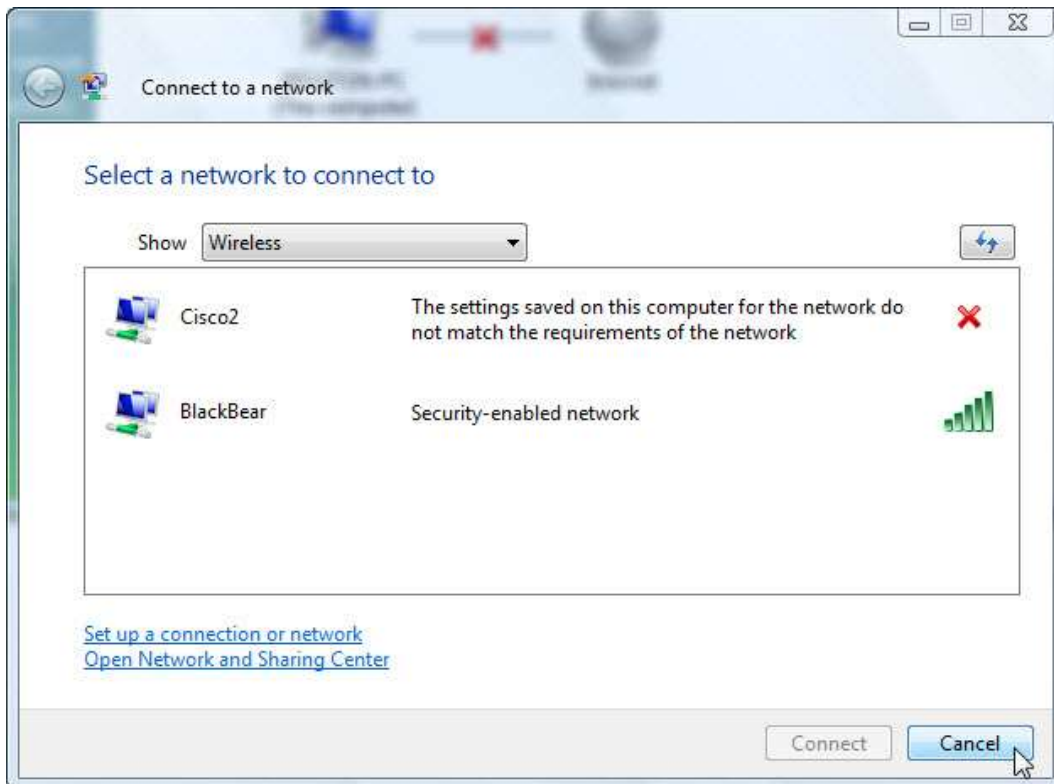 Connect to a network
Select a network to connect to
Show Wireless
Cisco2 The settings saved on this computer for the network do
not match the requirements of the network
BlackBear Security-enabled network
Set up a connection or network
Open Network and Sharing Center
Connect Cancel